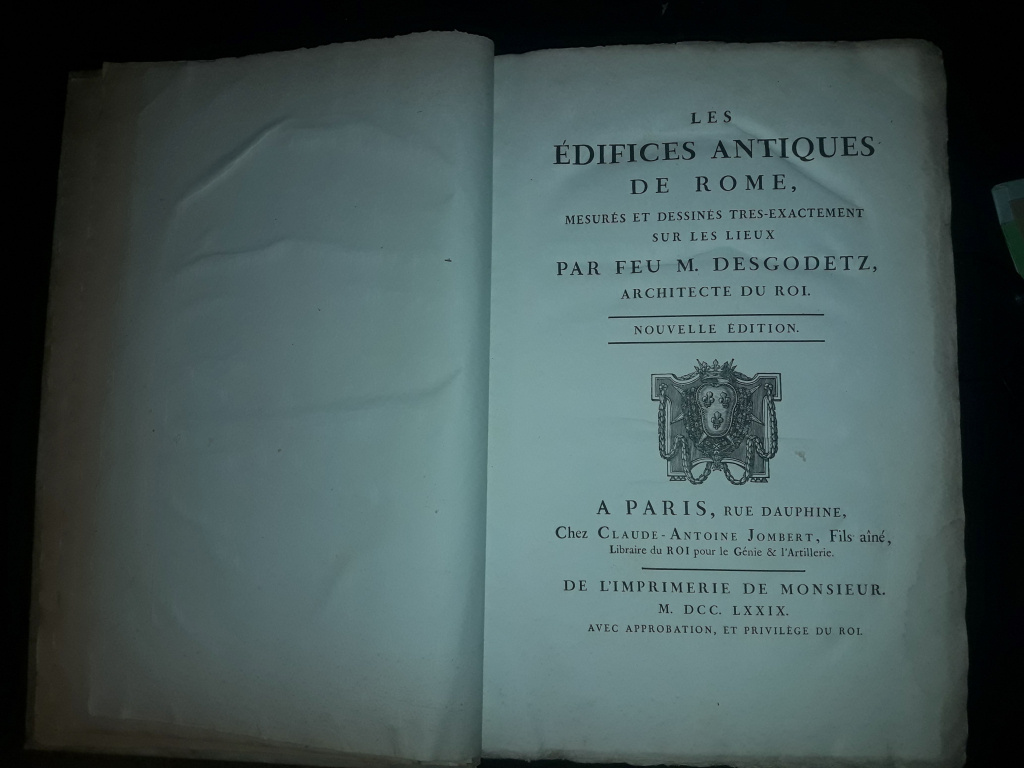 LES
ÉDIFICES ANTIQUES
DE ROME,
MESURÉS ET DESSINÉS TRES-EXACTEMENT
SUR LES LIEUX
PAR FEU M. DESGODETZ,
ARCHITECTE DU ROI.
NOUVELLE ÉDITION.
A PARIS, RUE DAUPHINE,
Chez CLAUDE-ANTOINE JOMBERT, Fils aîné,
Libraire du ROI pour le Génie & l'Artillerie.
DE L'IMPRIMERIE DE MONSIEUR.
M. DCC. LXXIX.
AVEC APPROBATION, ET PRIVILÈGE DU ROI.